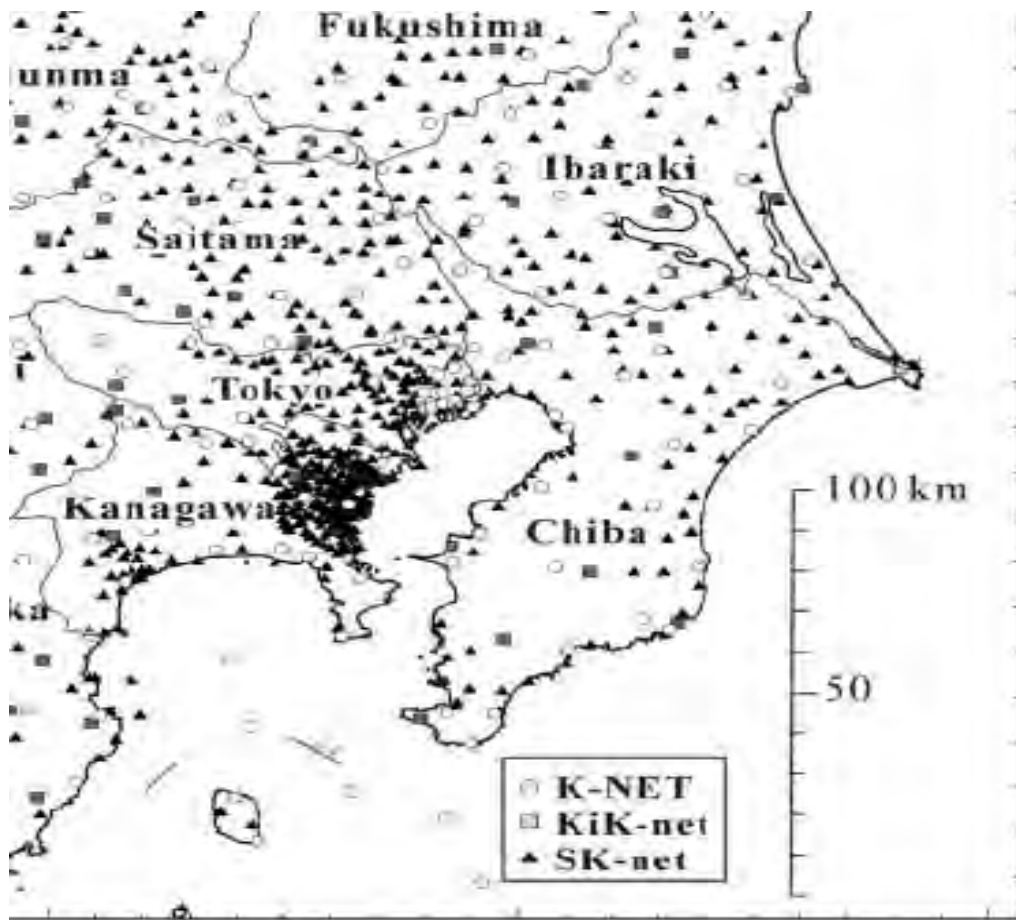 Fukushima
unma
Ibaraki
Saitama
Tokyo
Kanagawa
100 km
Chiba
ka
50
K-NET
KiK-net
SK-net